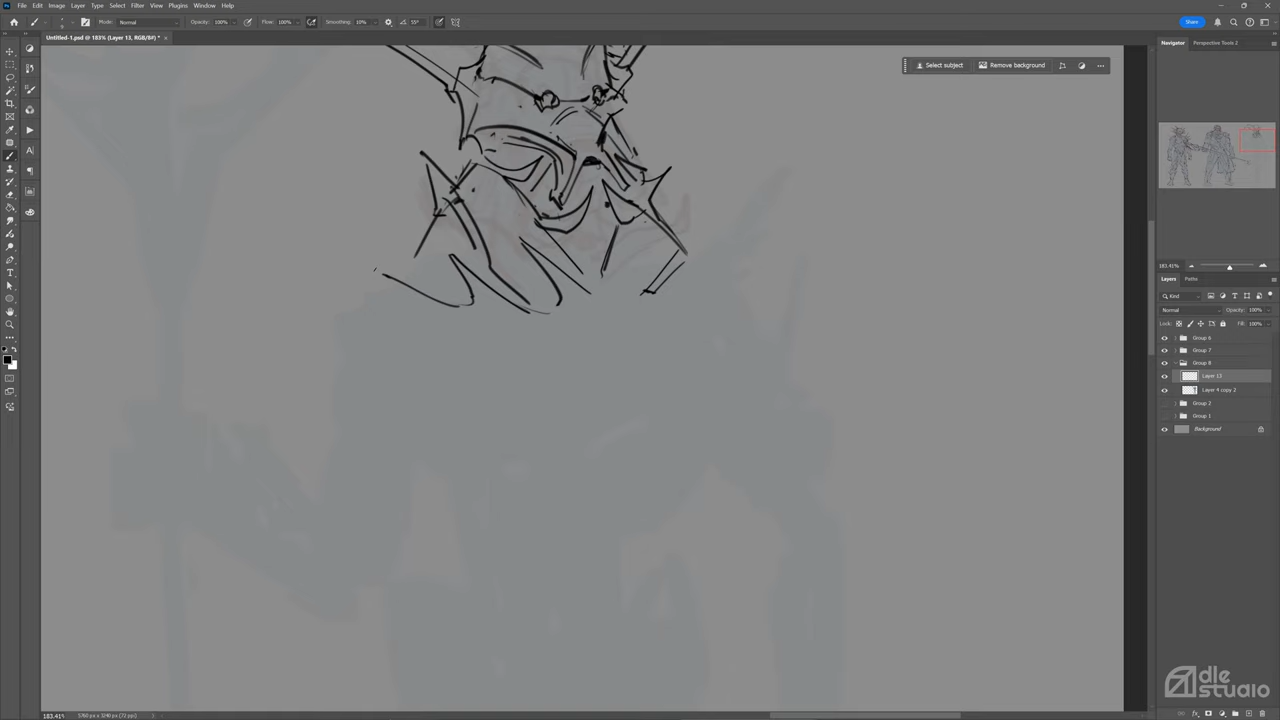 File Edit Image Layer Type Select Filter View Plugins Window Help
Mode: Normal Opacity: 100% Flow: 100% Smoothing: 10% 55° Share
Untitled-1.psd @ 183% (Layer 13, RGB/8#) *
Select subject Remove background
Navigator Perspective Tools 2
183.41%
Layers Paths
Kind
Normal Opacity: 100%
Lock: Fill: 100%
Group 6
Group 7
Group 8
Layer 13
Layer 4 copy 2
Group 2
Group 1
Background
dle
studio
183.41% 5760 px x 3240 px (72 ppi)